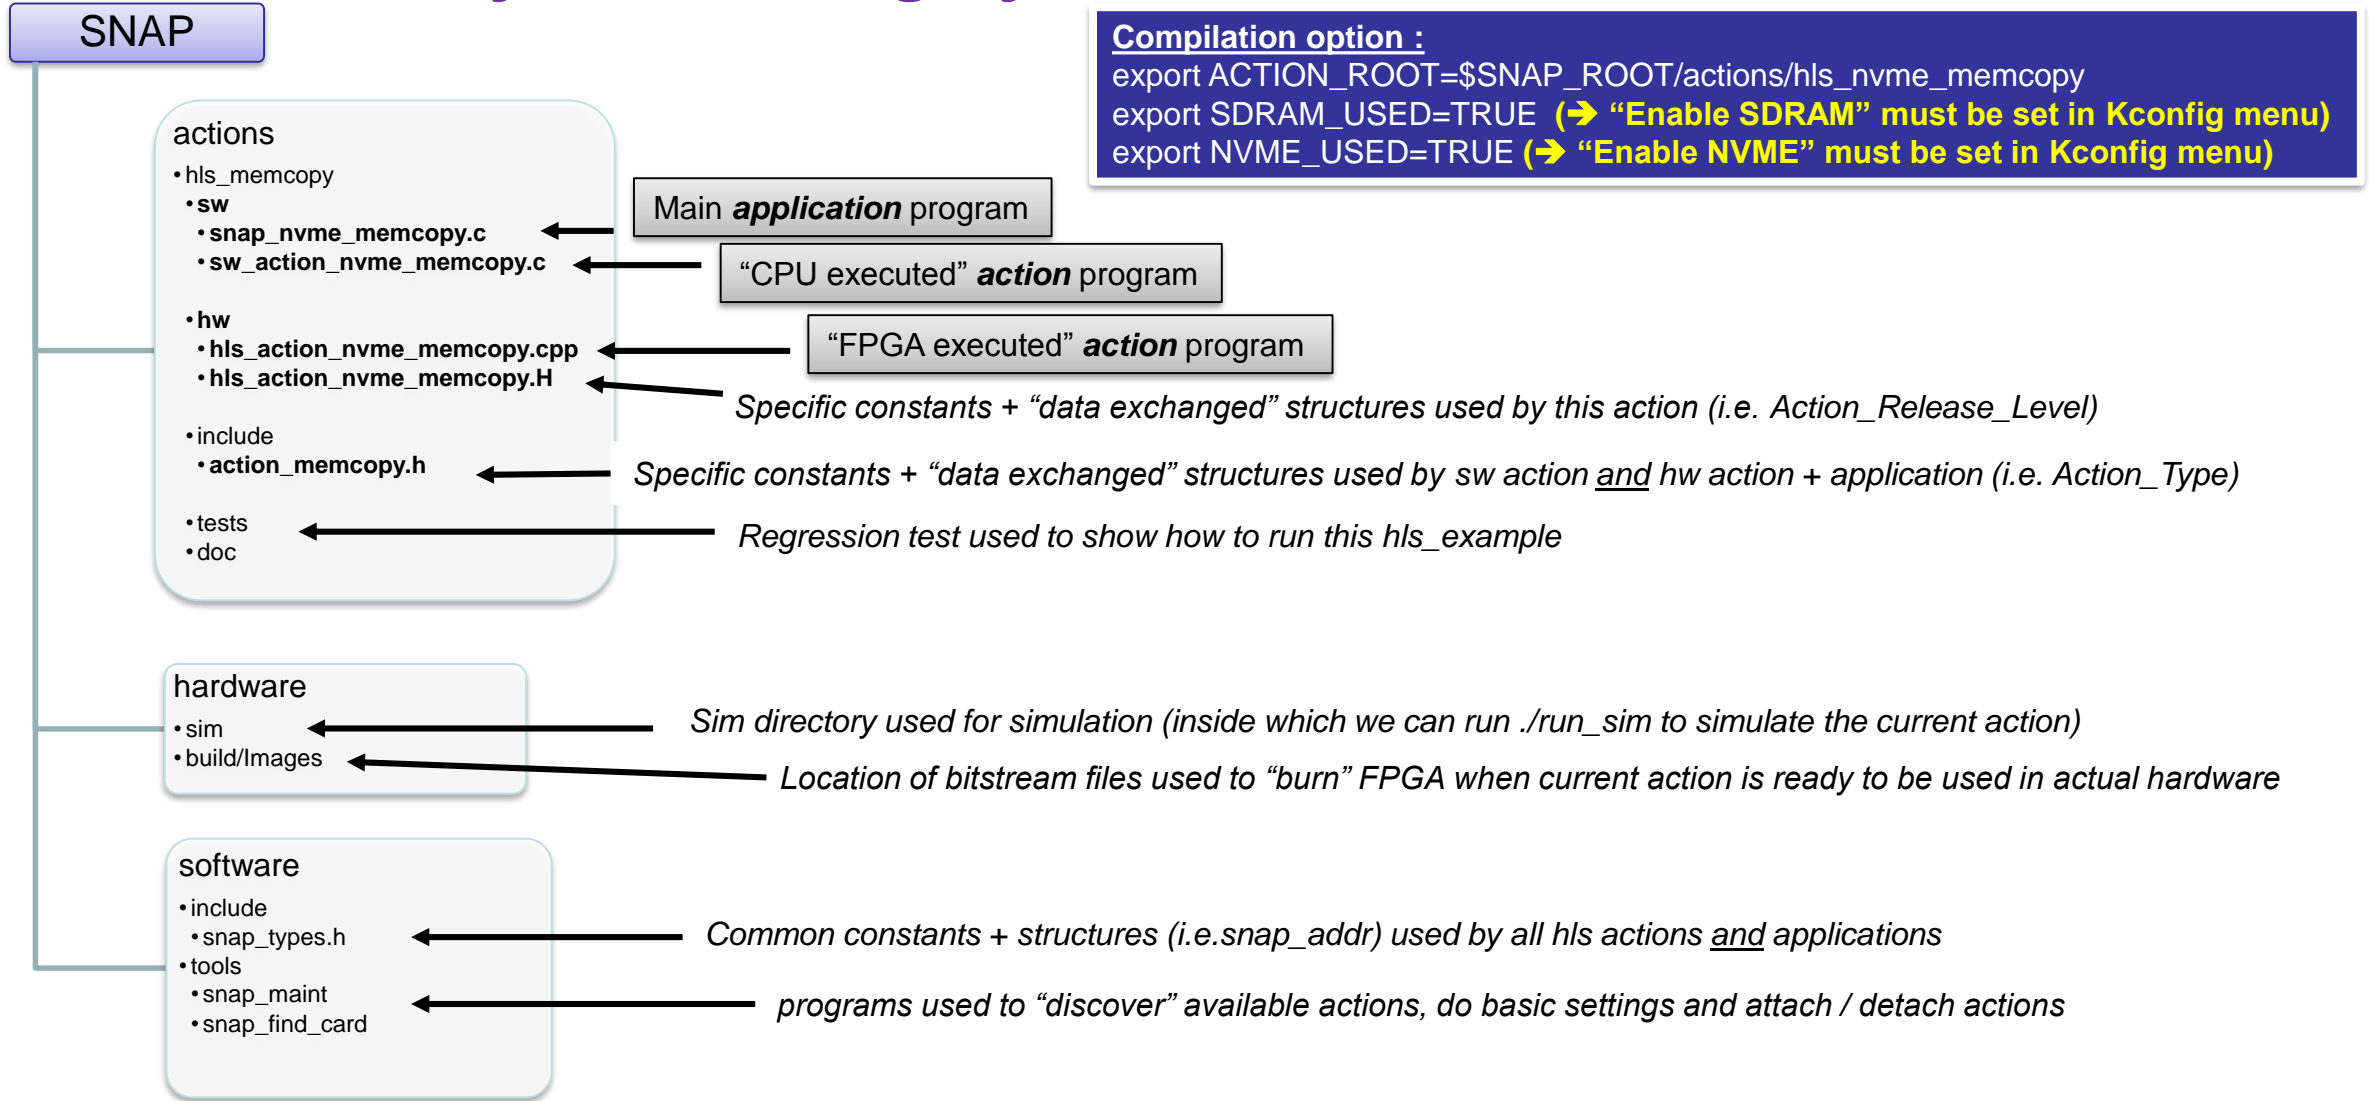 SNAP
Compilation option :
export ACTION_ROOT=$SNAP_ROOT/actions/hls_nvme_memcopy
export SDRAM_USED=TRUE (➔ “Enable SDRAM” must be set in Kconfig menu)
export NVME_USED=TRUE (➔ “Enable NVME” must be set in Kconfig menu)
actions
•hls_memcopy
•sw
•snap_nvme_memcopy.c
Main application program
•sw_action_nvme_memcopy.c
“CPU executed” action program
•hw
•hls_action_nvme_memcopy.cpp
“FPGA executed” action program
•hls_action_nvme_memcopy.H
Specific constants + “data exchanged” structures used by this action (i.e. Action_Release_Level)
•include
•action_memcopy.h
Specific constants + “data exchanged” structures used by sw action and hw action + application (i.e. Action_Type)
•tests
Regression test used to show how to run this hls_example
•doc
hardware
•sim
Sim directory used for simulation (inside which we can run ./run_sim to simulate the current action)
•build/Images
Location of bitstream files used to “burn” FPGA when current action is ready to be used in actual hardware
software
•include
•snap_types.h
Common constants + structures (i.e.snap_addr) used by all hls actions and applications
•tools
•snap_maint
programs used to “discover” available actions, do basic settings and attach / detach actions
•snap_find_card